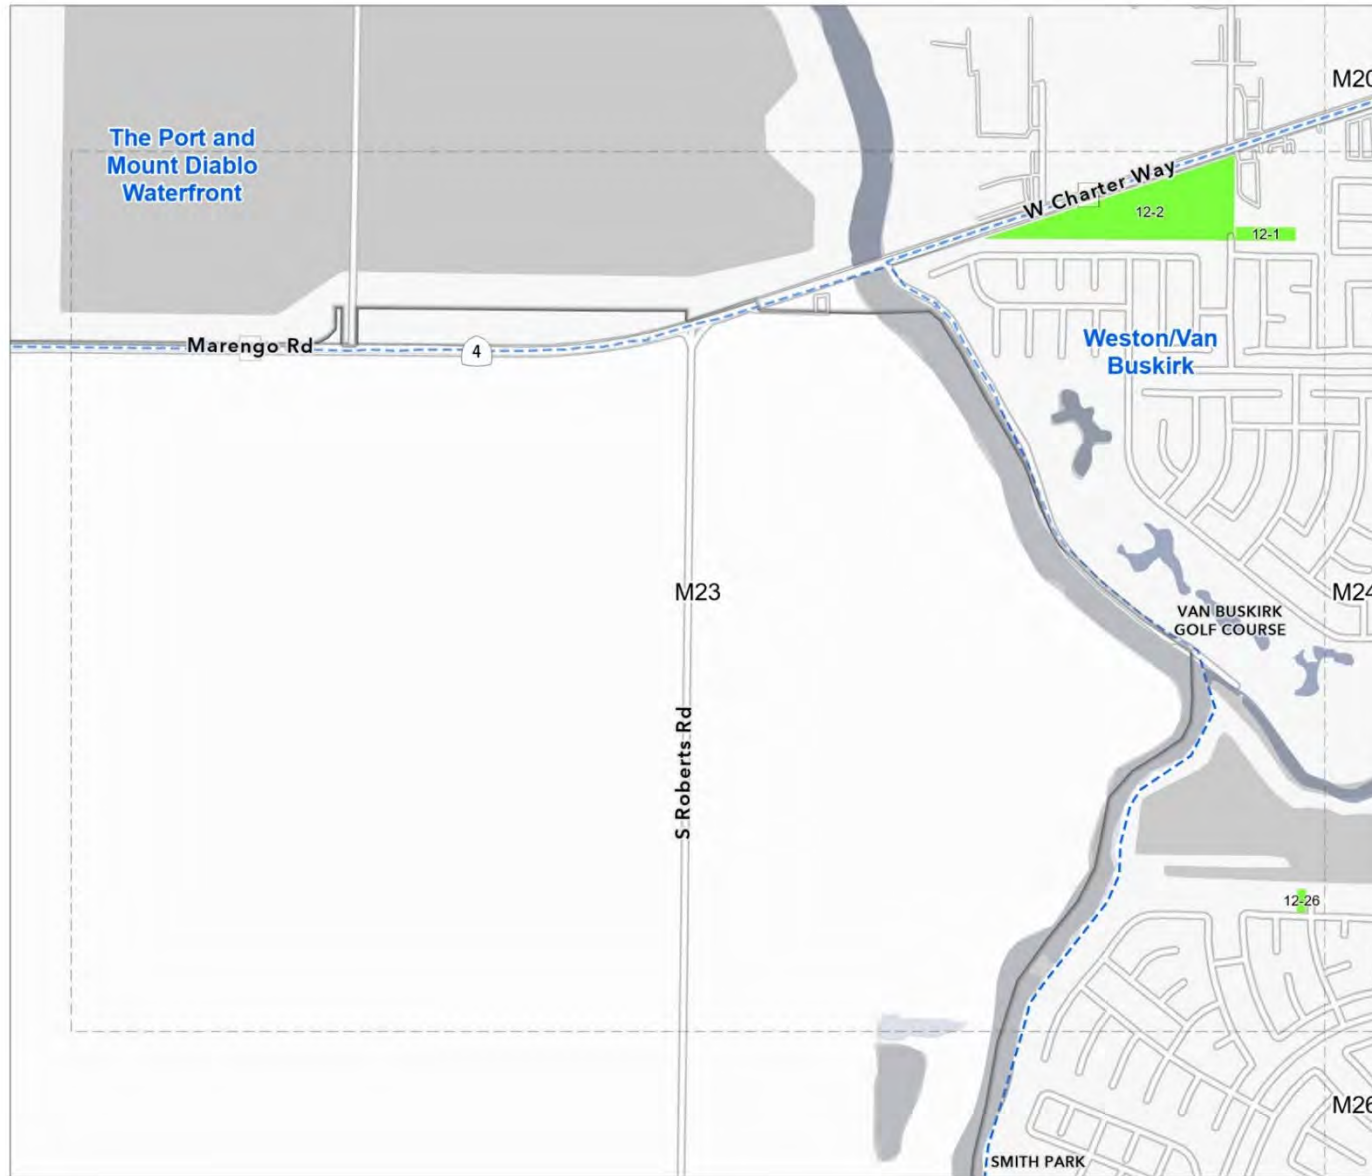 M20
The Port and
Mount Diablo
Waterfront
W Charter Way
12-2
12-1
Marengo Rd
4
Weston/Van
Buskirk
M23
M24
VAN BUSKIRK
GOLF COURSE
S Roberts Rd
12-26
M26
SMITH PARK